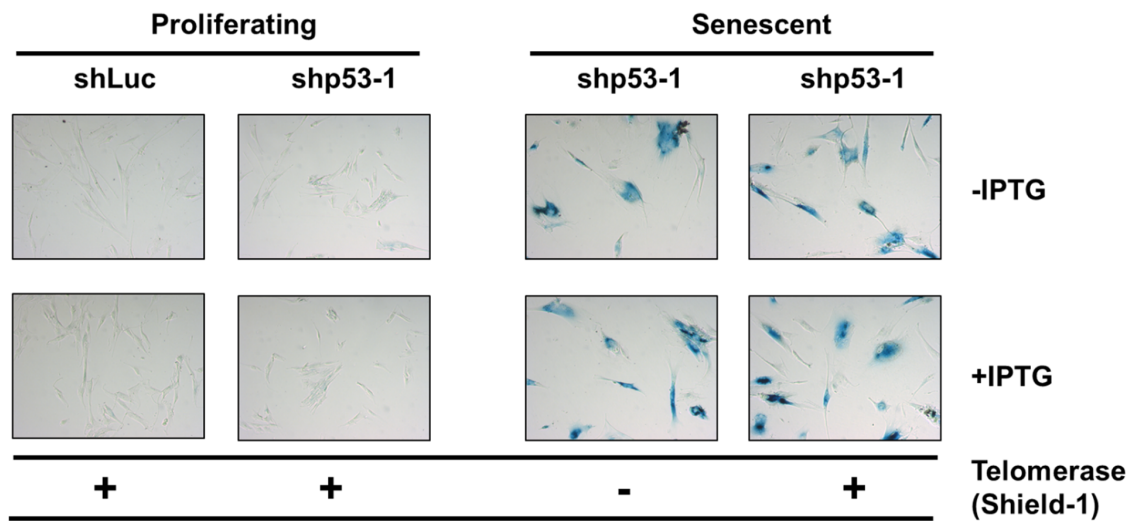 Proliferating Senescent
shLuc shp53-1 shp53-1 shp53-1
-IPTG
+IPTG
+ + - + Telomerase
(Shield-1)